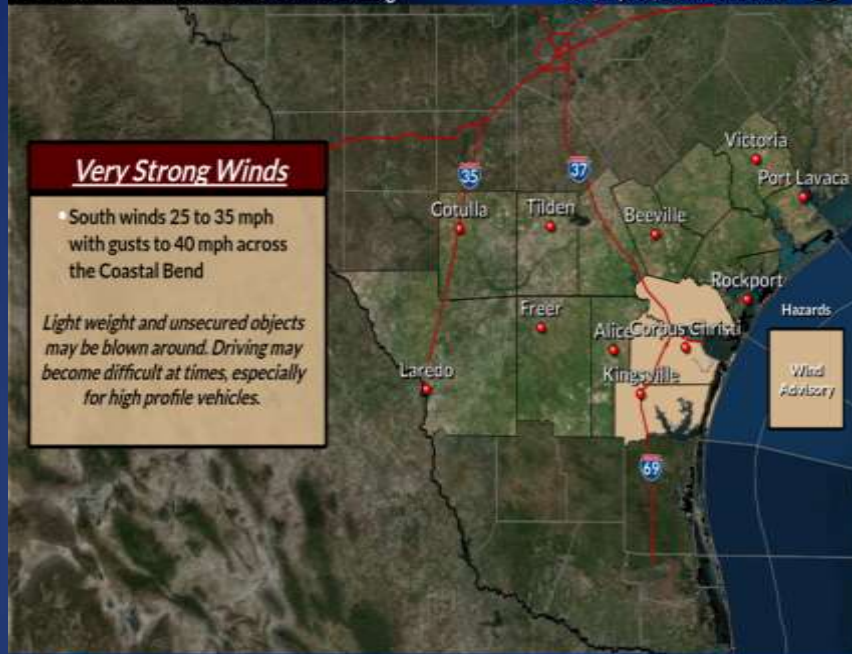 Very Strong Winds
South winds 25 to 35 mph
with gusts to 40 mph across
the Coastal Bend
Light weight and unsecured objects
may be blown around. Driving may
become difficult at times, especially
for high profile vehicles.
35
37
Victoria
Port Lavaca
Cotulla
Tilden
Beeville
Rockport
Freer
Alice
Corpus Christi
Laredo
Kingsville
69
Hazards
Wind
Advisory